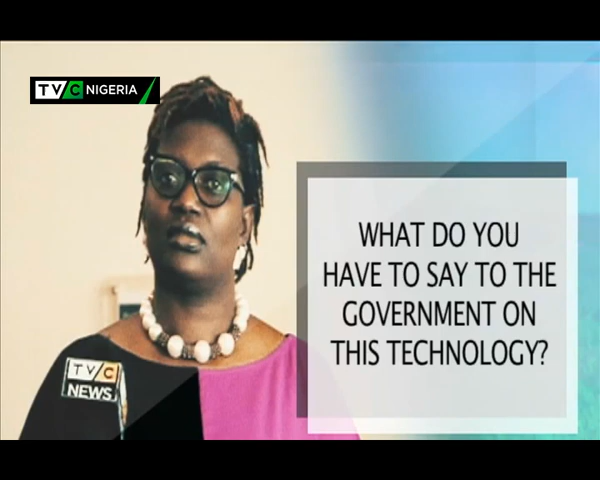 TVC NIGERIA
WHAT DO YOU
HAVE TO SAY TO THE
GOVERNMENT ON
THIS TECHNOLOGY?
TVC
NEWS